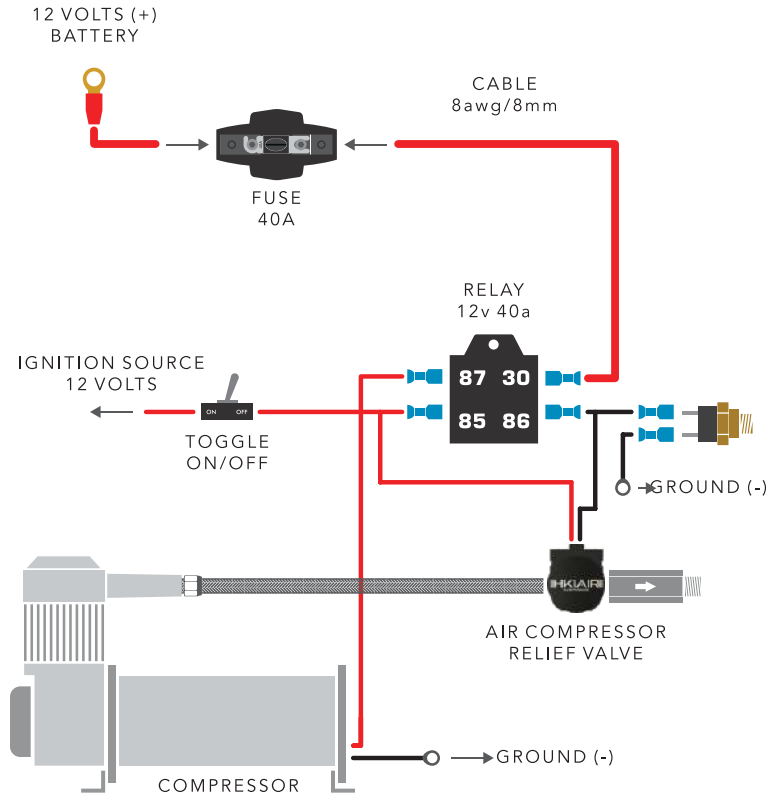 12 VOLTS (+)
BATTERY
CABLE
8awg/8mm
FUSE
40A
RELAY
12v 40a
IGNITION SOURCE
12 VOLTS
87 30
ON OFF
85 86
TOGGLE
ON/OFF
GROUND (-)
HKAIR
AIR COMPRESSOR
RELIEF VALVE
GROUND (-)
COMPRESSOR